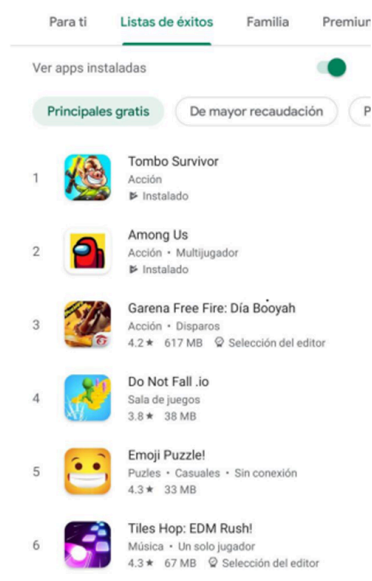 Para ti Listas de éxitos Familia Premiun
Ver apps instaladas
Principales gratis De mayor recaudación P
1 Tombo Survivor
Acción
Instalado
2 Among Us
Acción • Multijugador
Instalado
3 Garena Free Fire: Día Booyah
Acción • Disparos
4.2★ 617 MB Selección del editor
4 Do Not Fall .io
Sala de juegos
3.8★ 38 MB
5 Emoji Puzzle!
Puzles • Casuales • Sin conexión
4.3★ 33 MB
6 Tiles Hop: EDM Rush!
Música • Un solo jugador
4.3★ 67 MB Selección del editor